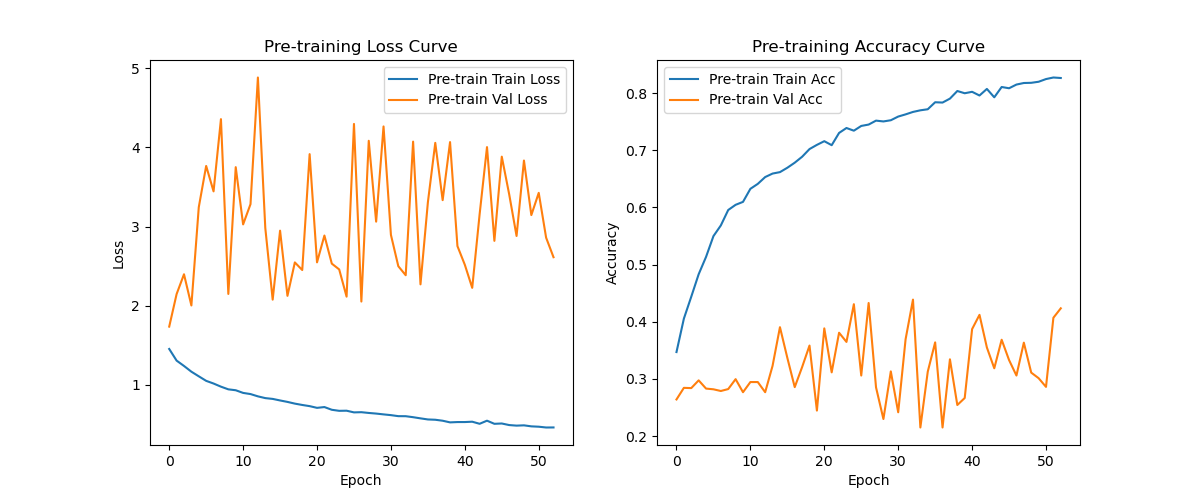 Pre-training Loss Curve
Pre-train Train Loss
Pre-train Val Loss
5
4
3
2
1
Loss
0
10
20
30
40
50
Epoch
Pre-training Accuracy Curve
Pre-train Train Acc
Pre-train Val Acc
0.8
0.7
0.6
0.5
0.4
0.3
0.2
Accuracy
0
10
20
30
40
50
Epoch